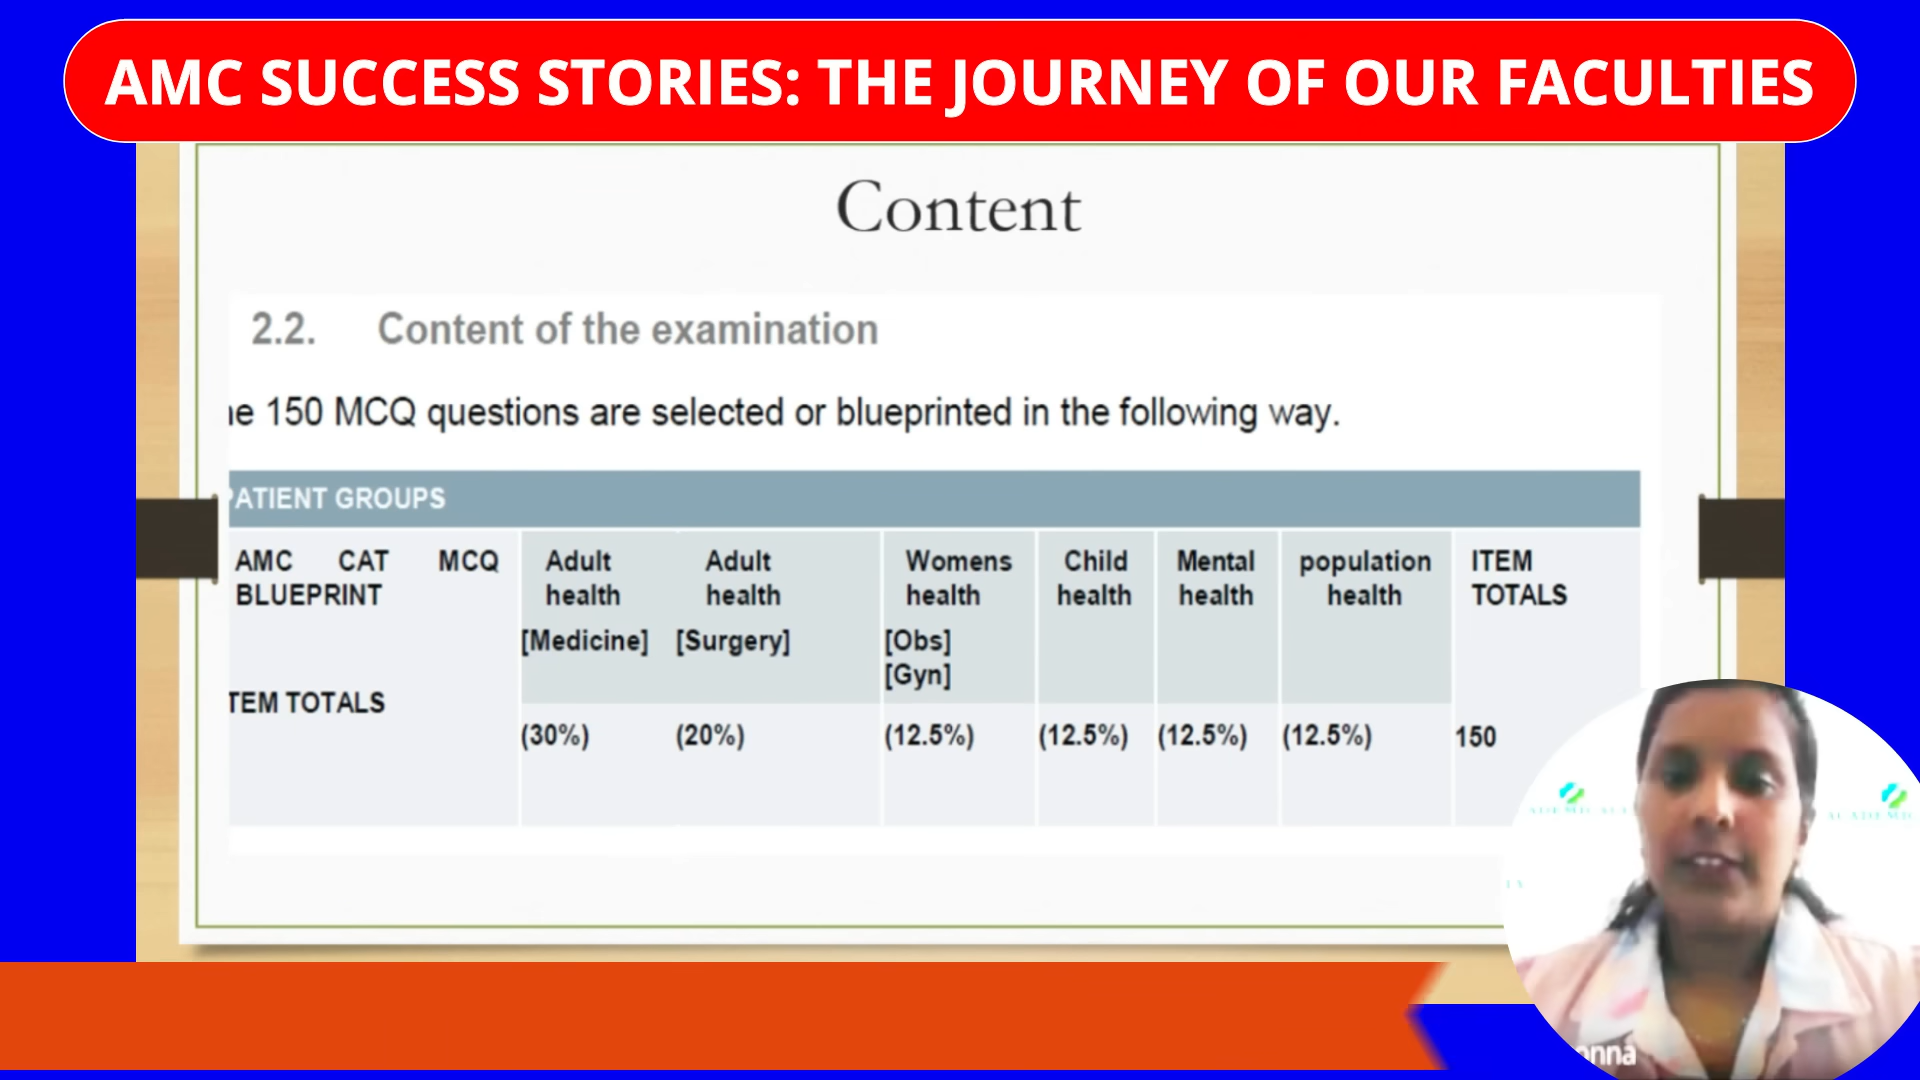 AMC SUCCESS STORIES: THE JOURNEY OF OUR FACULTIES
Content
2.2. Content of the examination
he 150 MCQ questions are selected or blueprinted in the following way.
PATIENT GROUPS
AMC CAT MCQ BLUEPRINT
Adult health [Medicine]
Adult health [Surgery]
Womens health [Obs] [Gyn]
Child health
Mental health
population health
ITEM TOTALS
TEM TOTALS
(30%) (20%) (12.5%) (12.5%) (12.5%) (12.5%) 150
onna